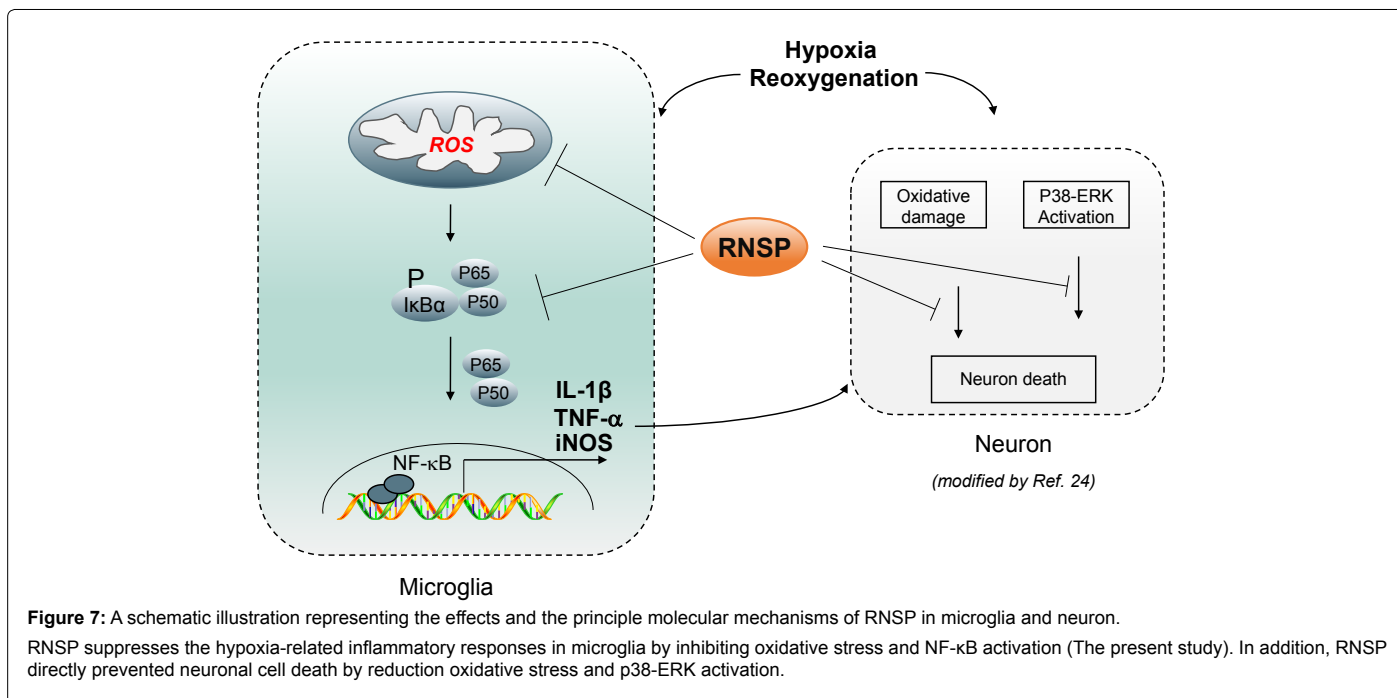 Hypoxia
Reoxygenation
ROS
P
P65
IκBα
P50
P65
P50
IL-1β
TNF-α
iNOS
NF-κB
Microglia
RNSP
Oxidative
damage
P38-ERK
Activation
Neuron death
Neuron
(modified by Ref. 24)
Figure 7: A schematic illustration representing the effects and the principle molecular mechanisms of RNSP in microglia and neuron.
RNSP suppresses the hypoxia-related inflammatory responses in microglia by inhibiting oxidative stress and NF-κB activation (The present study). In addition, RNSP
directly prevented neuronal cell death by reduction oxidative stress and p38-ERK activation.